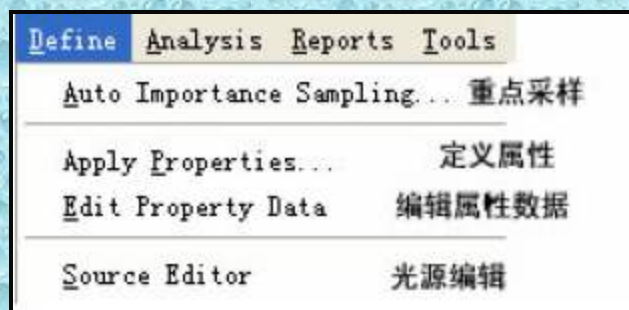 Define Analysis Reports Tools
Auto Importance Sampling... 重点采样
Apply Properties... 定义属性
Edit Property Data 编辑属性数据
Source Editor 光源编辑